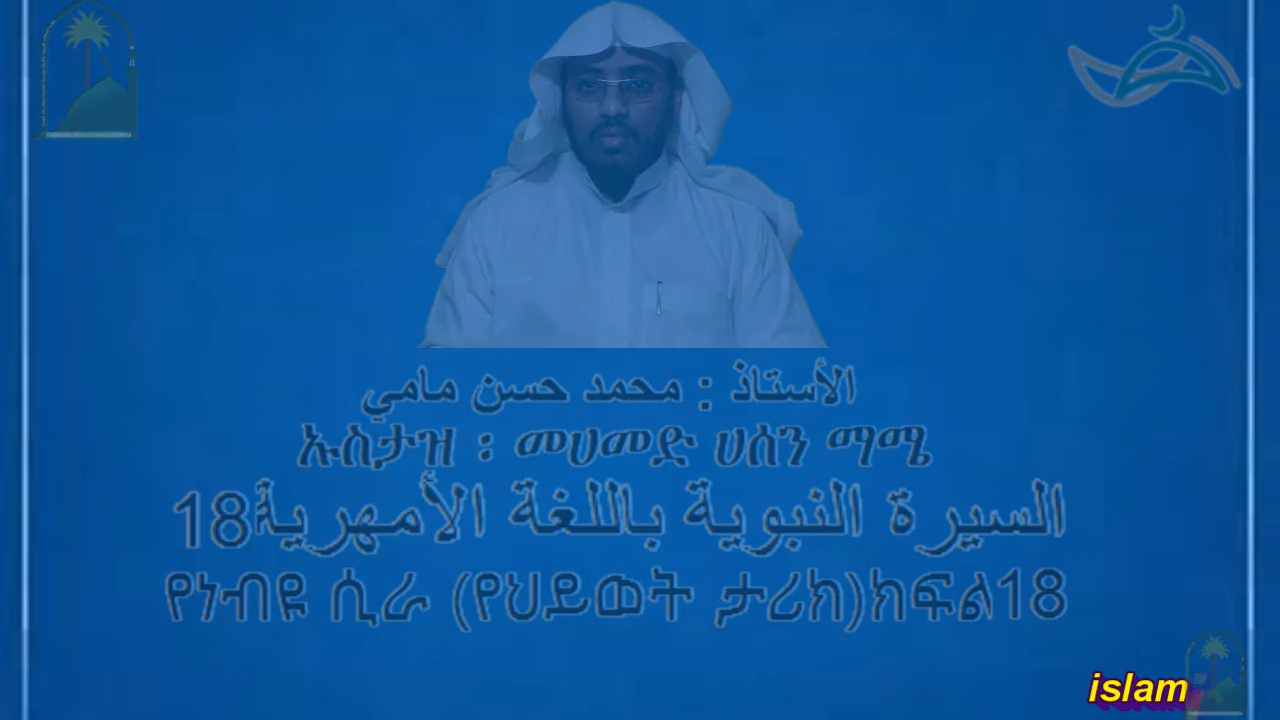 الأستاذ : محمد حسن مامي
ኡስታዝ : መሀመድ ሀሰን ማሜ
السيرة النبوية باللغة الأمهرية18
የነብዩ ሲራ (የህይወት ታሪክ)ክፍል18
islam